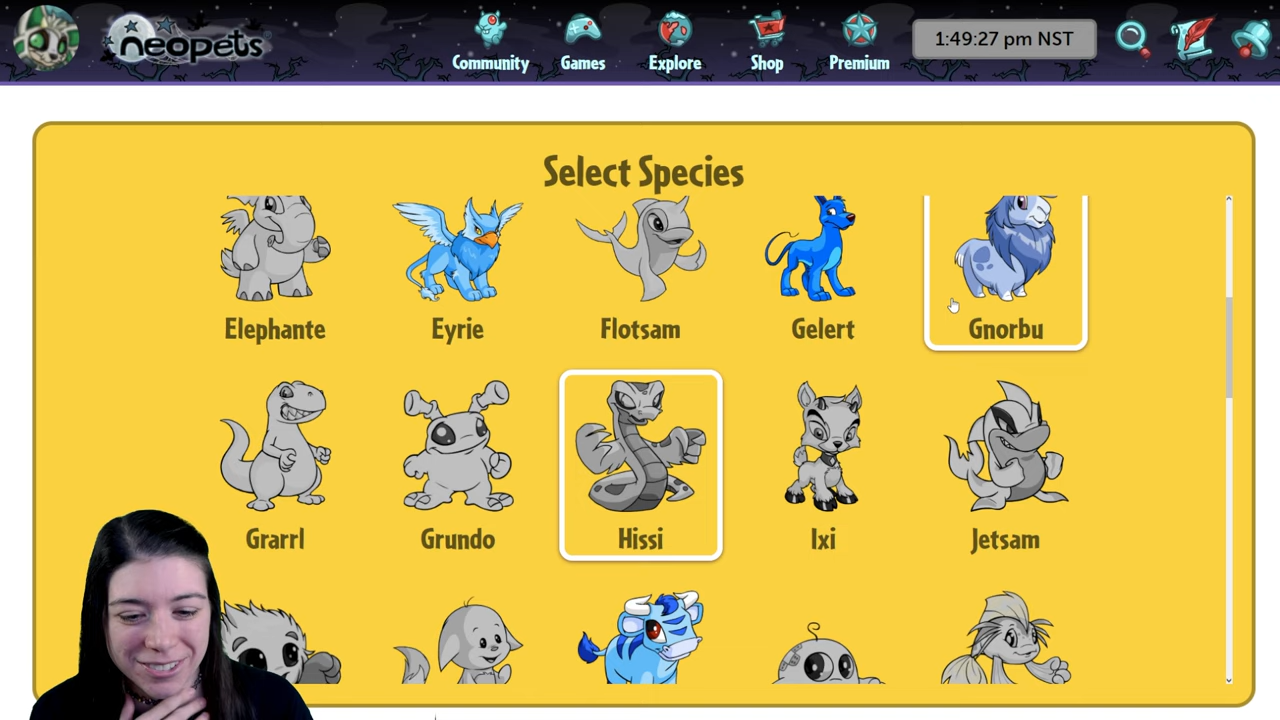 neopets
Community
Games
Explore
Shop
Premium
1:49:27 pm NST
Select Species
Elephante
Eyrie
Flotsam
Gelert
Gnorbu
Grarrl
Grundo
Hissi
Ixi
Jetsam